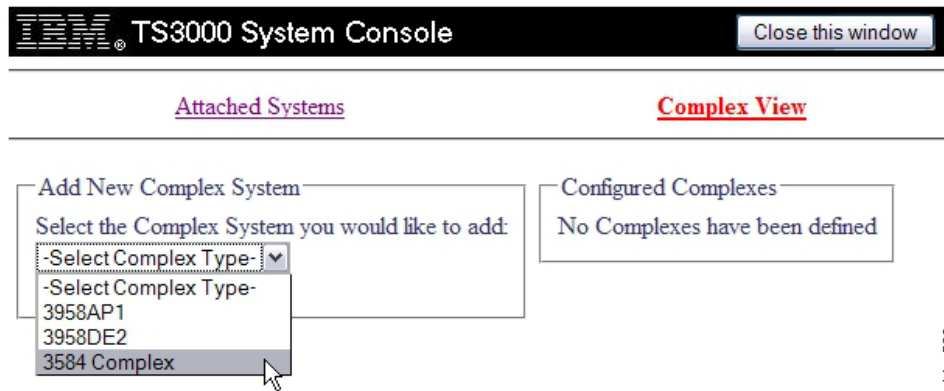 IBM® TS3000 System Console
Close this window
Attached Systems
Complex View
Add New Complex System
Select the Complex System you would like to add:
-Select Complex Type-
-Select Complex Type-
3958AP1
3958DE2
3584 Complex
Configured Complexes
No Complexes have been defined